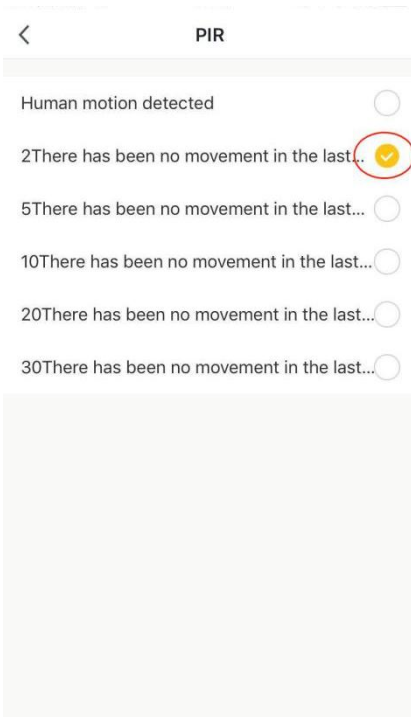 PIR
Human motion detected
2There has been no movement in the last...
5There has been no movement in the last...
10There has been no movement in the last...
20There has been no movement in the last...
30There has been no movement in the last...